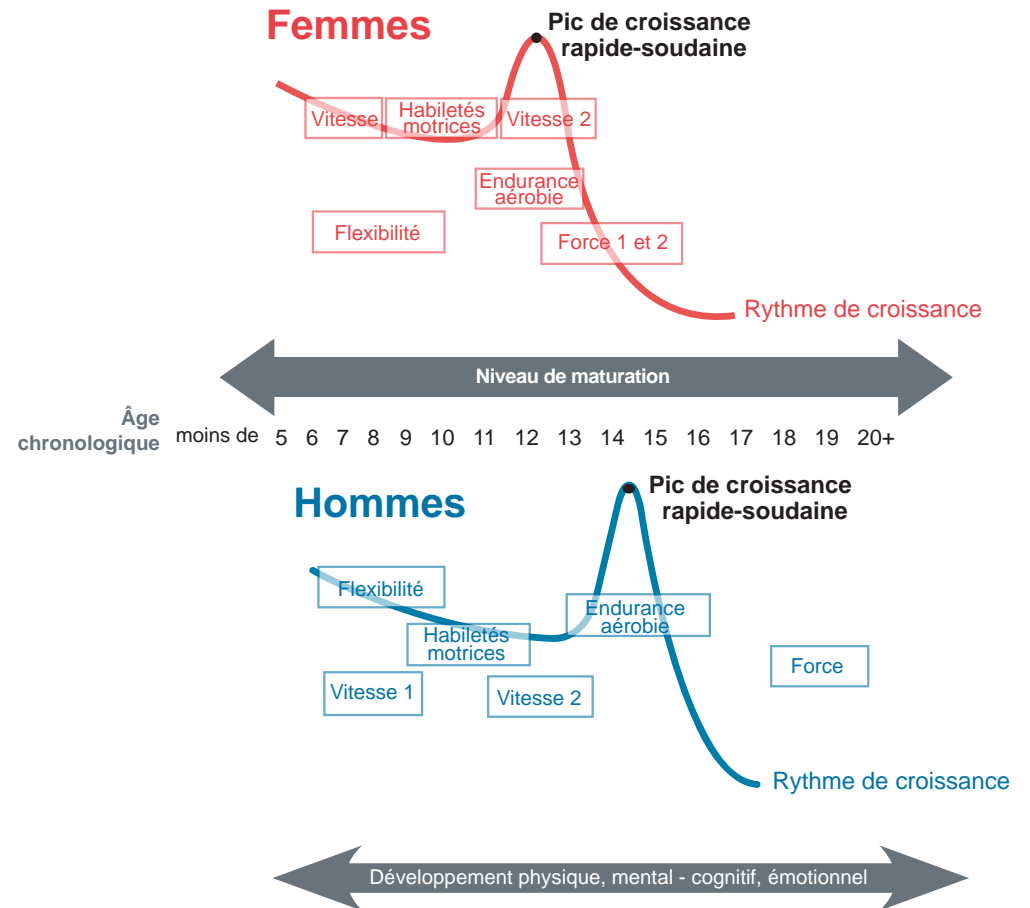 Femmes
Pic de croissance
rapide-soudaine
Vitesse
Habiletés
motrices
Vitesse 2
Endurance
aérobie
Flexibilité
Force 1 et 2
Rythme de croissance
Niveau de maturation
Âge
chronologique
moins de 5 6 7 8 9 10 11 12 13 14 15 16 17 18 19 20+
Hommes
Pic de croissance
rapide-soudaine
Flexibilité
Habiletés
motrices
Endurance
aérobie
Force
Vitesse 1
Vitesse 2
Rythme de croissance
Développement physique, mental - cognitif, émotionnel